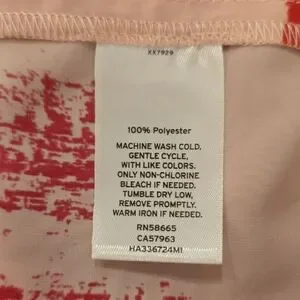 XX7929
100% Polyester
MACHINE WASH COLD,
GENTLE CYCLE,
WITH LIKE COLORS.
ONLY NON-CHLORINE
BLEACH IF NEEDED.
TUMBLE DRY LOW,
REMOVE PROMPTLY.
WARM IRON IF NEEDED.
RN58665
CA57963
HA336724MI